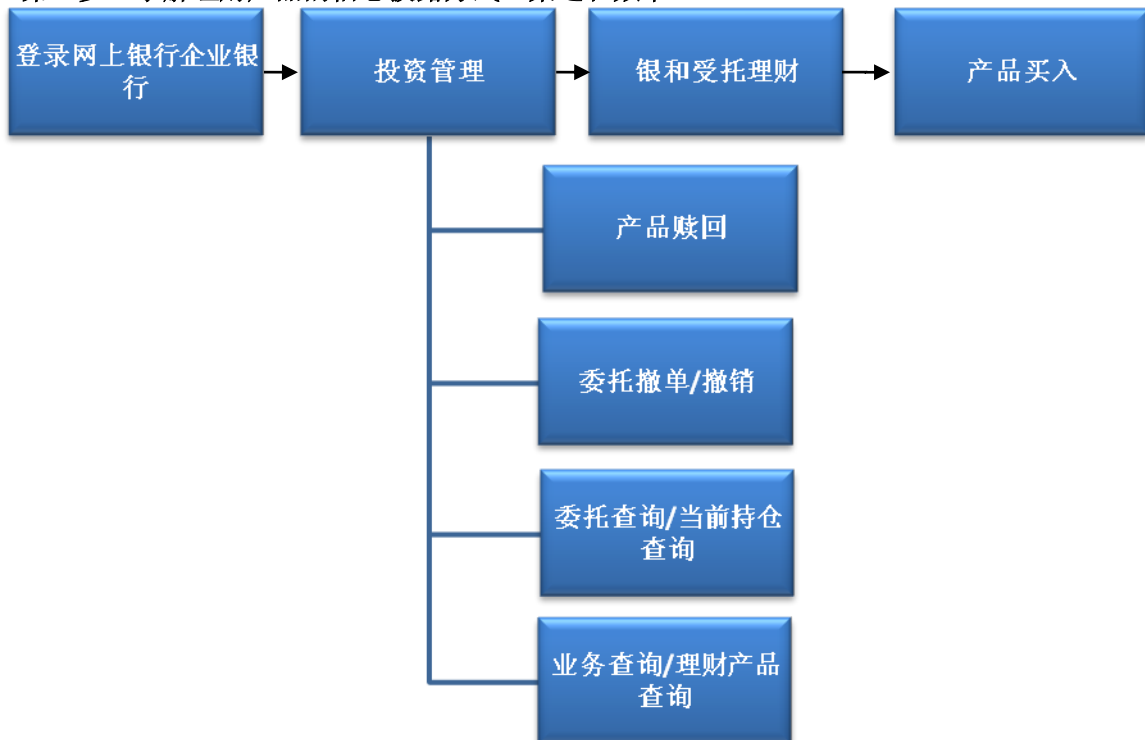 登录网上银行企业银
行
投资管理
银和受托理财
产品买入
产品赎回
委托撤单/撤销
委托查询/当前持仓
查询
业务查询/理财产品
查询